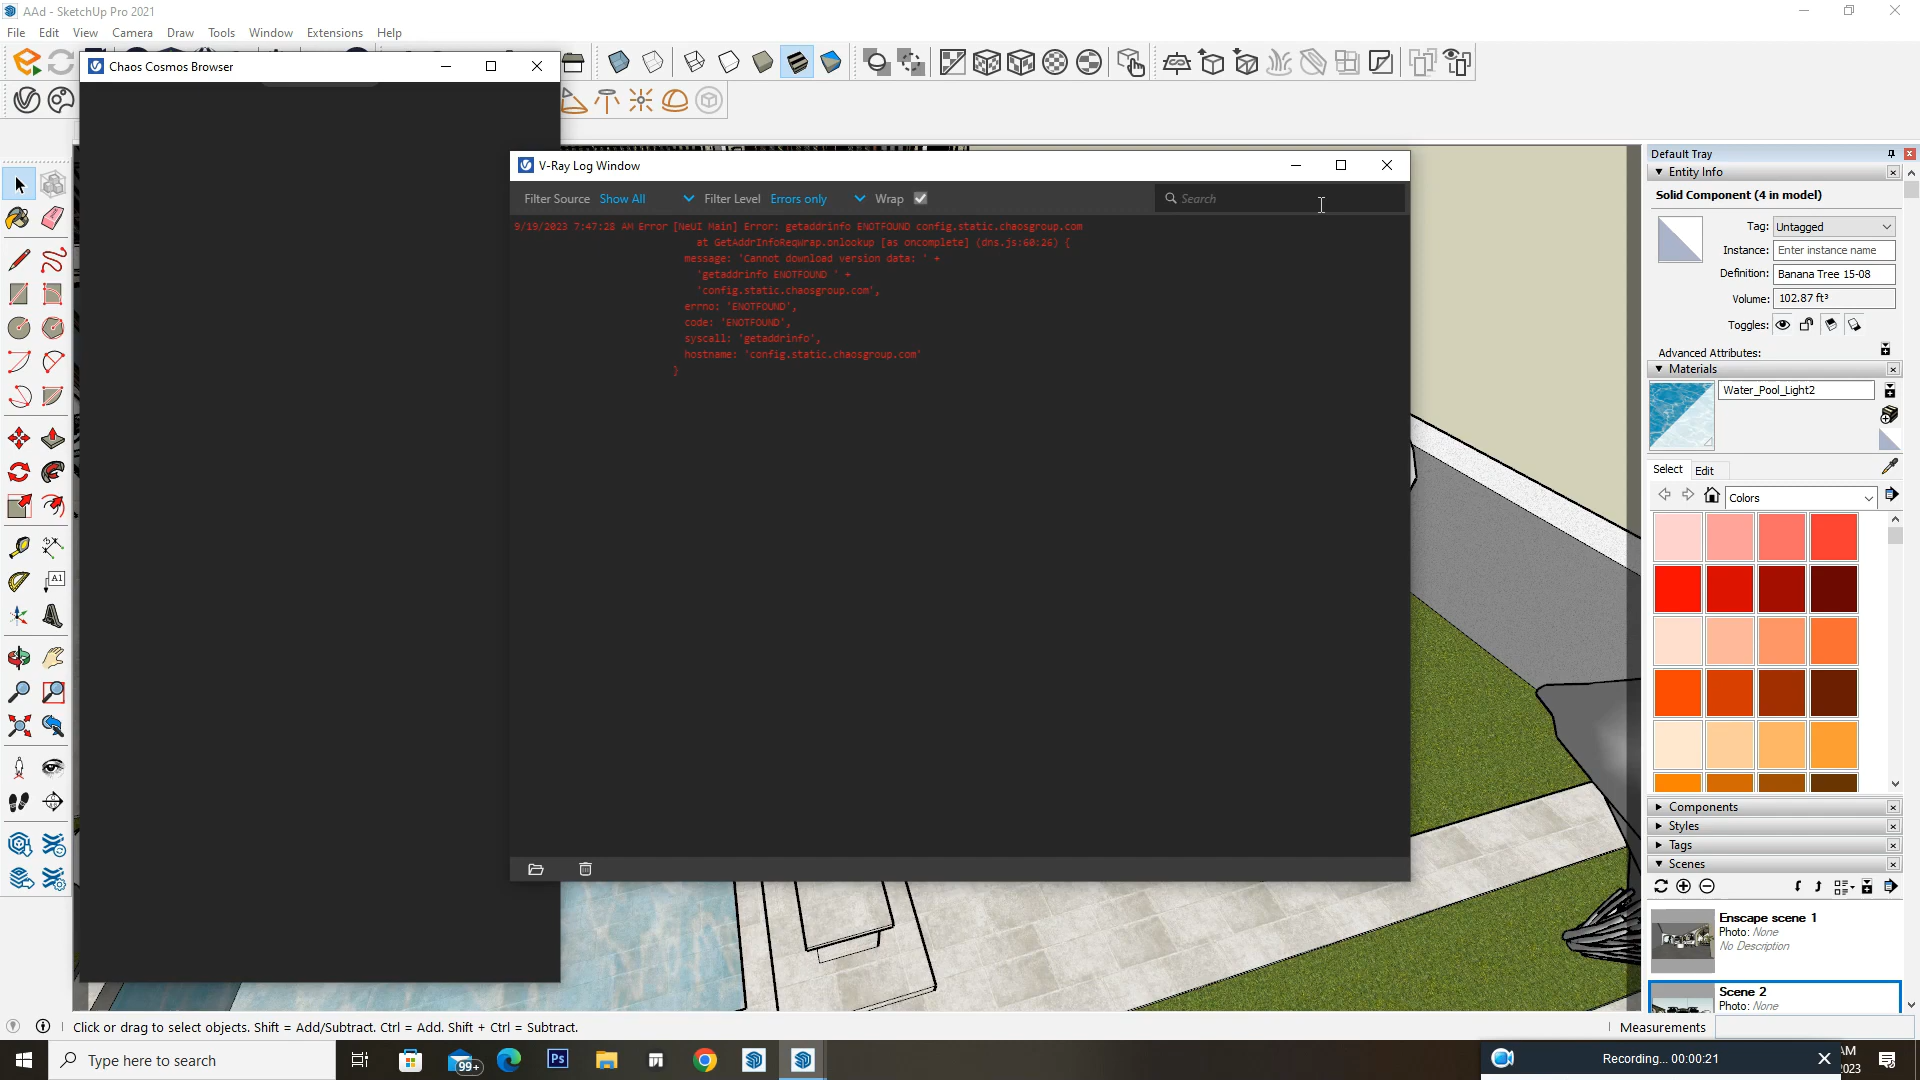 AAd - SketchUp Pro 2021
File Edit View Camera Draw Tools Window Extensions Help
Chaos Cosmos Browser
V-Ray Log Window
Filter Source Show All Filter Level Errors only Wrap Search
9/19/2023 7:47:28 AM Error [NeUI Main] Error: getaddrinfo ENOTFOUND config.static.chaosgroup.com
at GetAddrInfoReqWrap.onlookup [as oncomplete] (dns.js:60:26) {
message: 'Cannot download version data: ' +
'getaddrinfo ENOTFOUND ' +
'config.static.chaosgroup.com',
errno: 'ENOTFOUND',
code: 'ENOTFOUND',
syscall: 'getaddrinfo',
hostname: 'config.static.chaosgroup.com'
}
Default Tray
Entity Info
Solid Component (4 in model)
Tag: Untagged
Instance: Enter instance name
Definition: Banana Tree 15-08
Volume: 102.87 ft³
Toggles:
Advanced Attributes:
Materials
Water_Pool_Light2
Select Edit
Colors
Components
Styles
Tags
Scenes
Enscape scene 1
Photo: None
No Description
Scene 2
Photo: None
A1
Click or drag to select objects. Shift = Add/Subtract. Ctrl = Add. Shift + Ctrl = Subtract.
Measurements
Type here to search
99+
Ps
Recording... 00:00:21
AM
2023